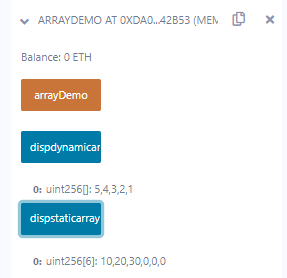 ARRAYDEMO AT 0XDA0...42B53 (MEM
Balance: 0 ETH
arrayDemo
dispdynamicar
0: uint256[]: 5,4,3,2,1
dispstaticarray
0: uint256[6]: 10,20,30,0,0,0